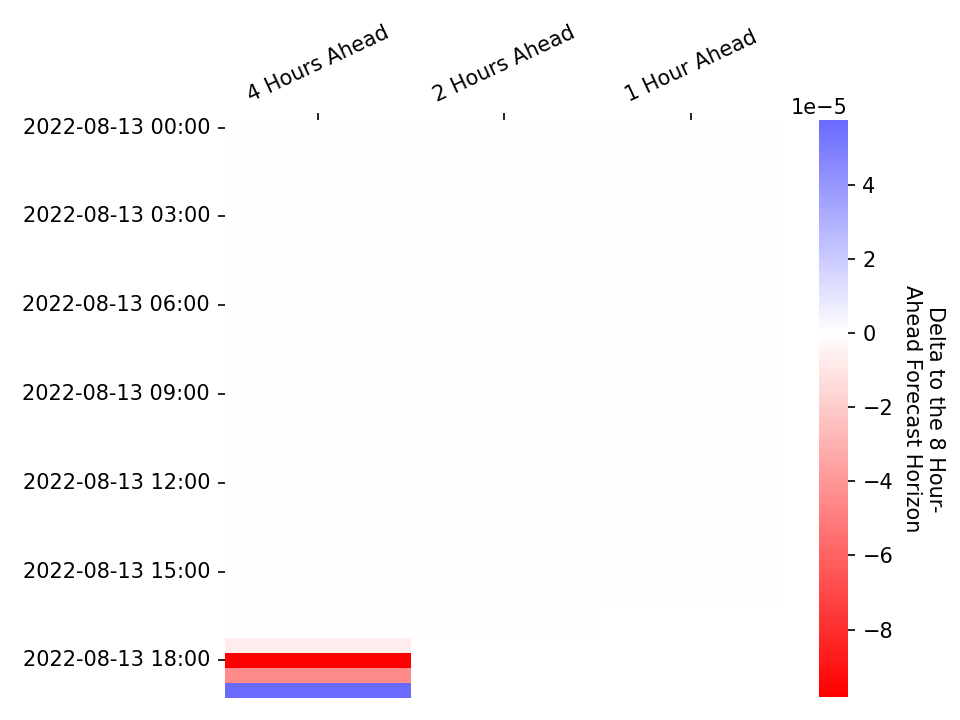 4 Hours Ahead
2 Hours Ahead
1 Hour Ahead
1e−5
2022-08-13 00:00
2022-08-13 03:00
2022-08-13 06:00
2022-08-13 09:00
2022-08-13 12:00
2022-08-13 15:00
2022-08-13 18:00
4
2
0
−2
−4
−6
−8
Delta to the 8 Hour-
Ahead Forecast Horizon